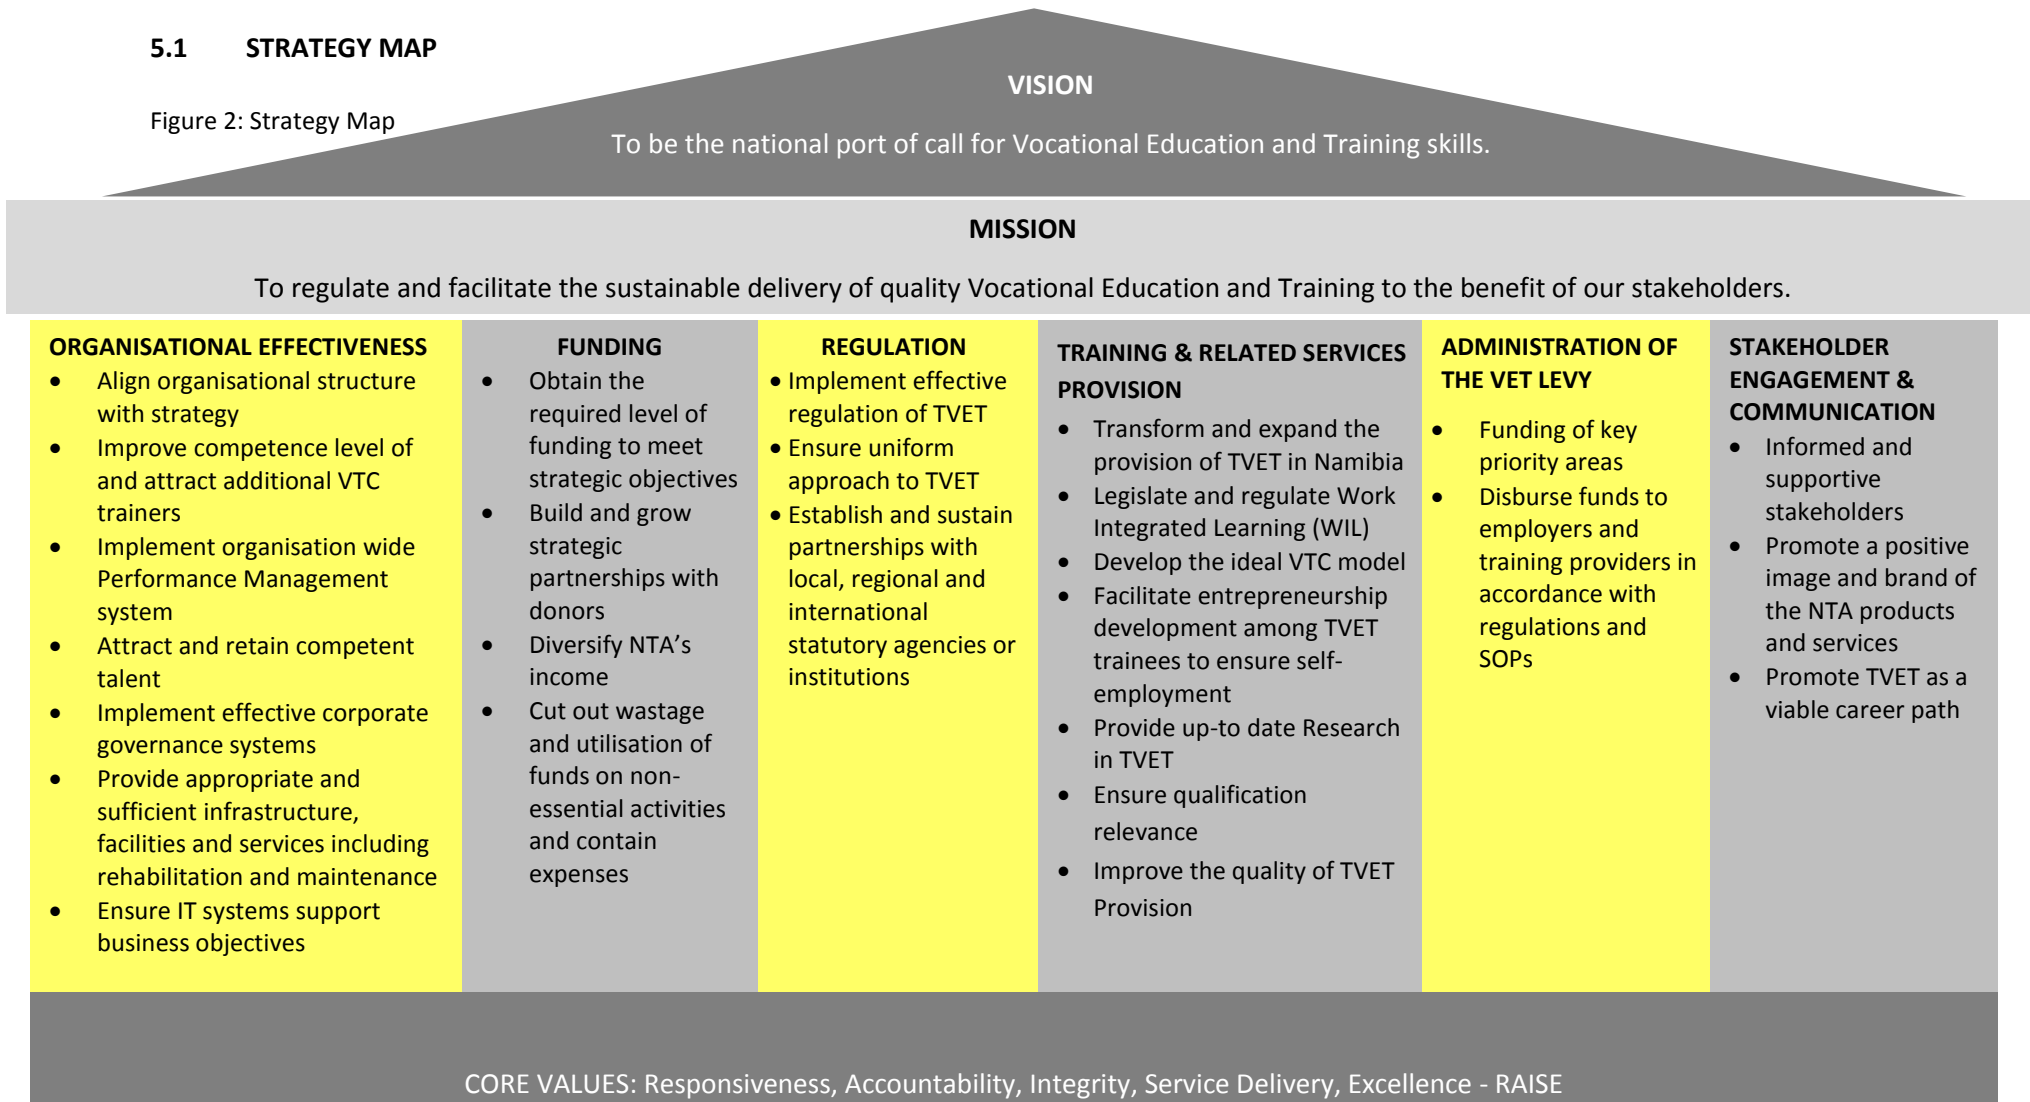 5.1 STRATEGY MAP
Figure 2: Strategy Map
VISION
To be the national port of call for Vocational Education and Training skills.
MISSION
To regulate and facilitate the sustainable delivery of quality Vocational Education and Training to the benefit of our stakeholders.
ORGANISATIONAL EFFECTIVENESS
• Align organisational structure
with strategy
• Improve competence level of
and attract additional VTC
trainers
• Implement organisation wide
Performance Management
system
• Attract and retain competent
talent
• Implement effective corporate
governance systems
• Provide appropriate and
sufficient infrastructure,
facilities and services including
rehabilitation and maintenance
• Ensure IT systems support
business objectives
FUNDING
• Obtain the
required level of
funding to meet
strategic objectives
• Build and grow
strategic
partnerships with
donors
• Diversify NTA’s
income
• Cut out wastage
and utilisation of
funds on non-
essential activities
and contain
expenses
REGULATION
• Implement effective
regulation of TVET
• Ensure uniform
approach to TVET
• Establish and sustain
partnerships with
local, regional and
international
statutory agencies or
institutions
TRAINING & RELATED SERVICES
PROVISION
• Transform and expand the
provision of TVET in Namibia
• Legislate and regulate Work
Integrated Learning (WIL)
• Develop the ideal VTC model
• Facilitate entrepreneurship
development among TVET
trainees to ensure self-
employment
• Provide up-to date Research
in TVET
• Ensure qualification
relevance
• Improve the quality of TVET
Provision
ADMINISTRATION OF
THE VET LEVY
• Funding of key
priority areas
• Disburse funds to
employers and
training providers in
accordance with
regulations and
SOPs
STAKEHOLDER
ENGAGEMENT &
COMMUNICATION
• Informed and
supportive
stakeholders
• Promote a positive
image and brand of
the NTA products
and services
• Promote TVET as a
viable career path
CORE VALUES: Responsiveness, Accountability, Integrity, Service Delivery, Excellence - RAISE